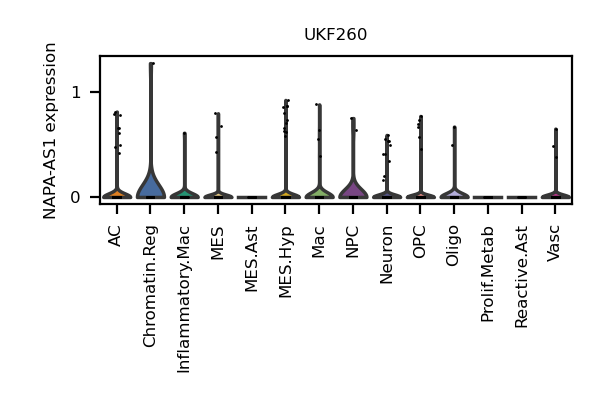 UKF260
NAPA-AS1 expression
1
0
AC
Chromatin.Reg
Inflammatory.Mac
MES
MES.Ast
MES.Hyp
Mac
NPC
Neuron
OPC
Oligo
Prolif.Metab
Reactive.Ast
Vasc